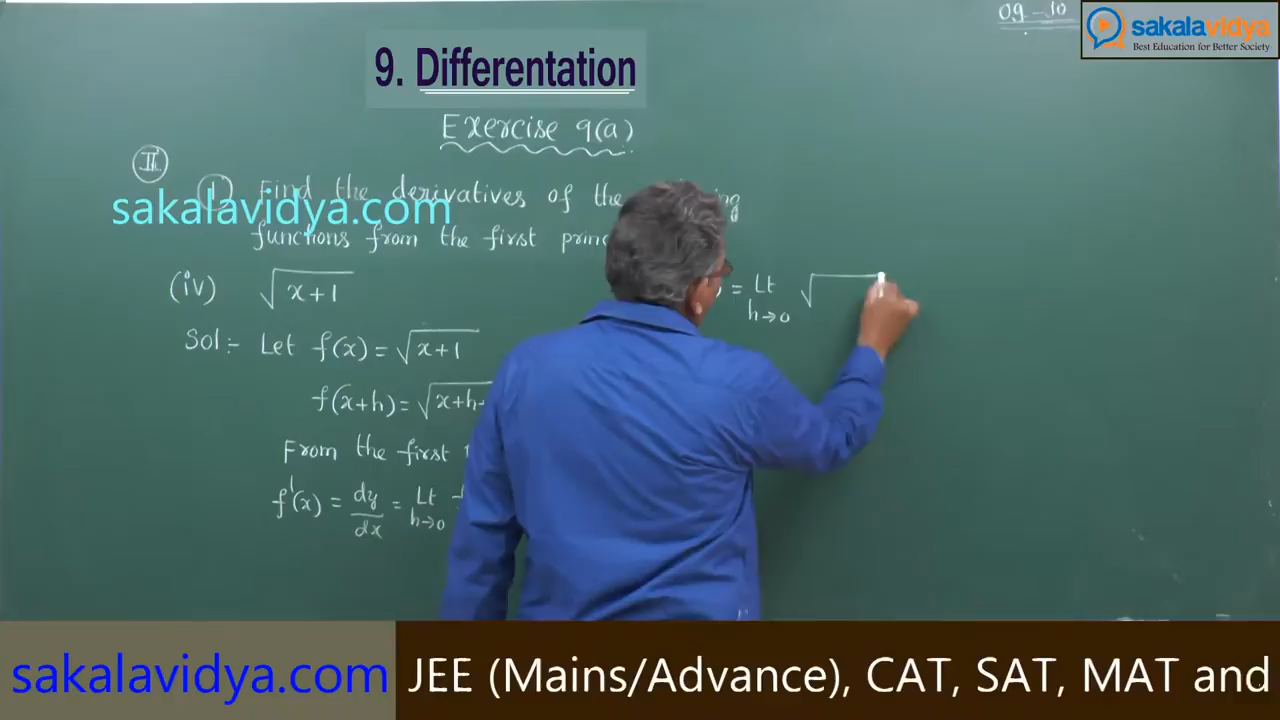 09-10
sakalavidya
Best Education for Better Society
9. Differentation
Exercise 9(a)
II
1 Find the derivatives of the
sakalavidya.com
functions from the first
(iv) √x+1
= Lt h→0 √
Sol:- Let f(x) = √x+1
f(x+h) = √x+h+
From the first
f'(x) = dy/dx = Lt h→0
sakalavidya.com JEE (Mains/Advance), CAT, SAT, MAT and